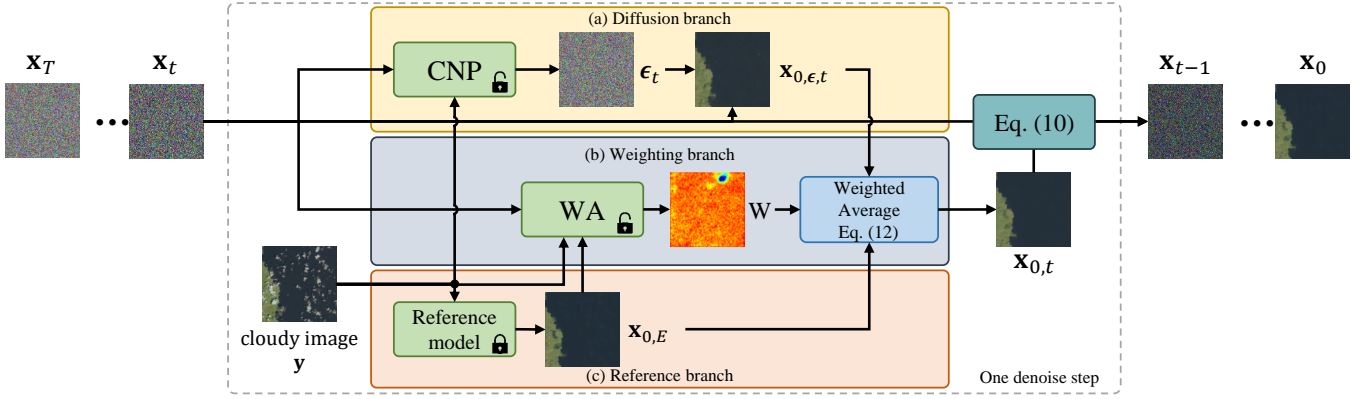 (a) Diffusion branch
𝐱_T
𝐱_t
CNP
𝛜_t
𝐱_{0,𝛜,t}
𝐱_{t−1}
𝐱_0
•••
Eq. (10)
•••
(b) Weighting branch
WA
W
Weighted
Average
Eq. (12)
𝐱_{0,t}
cloudy image
𝐲
Reference
model
𝐱_{0,E}
(c) Reference branch
One denoise step